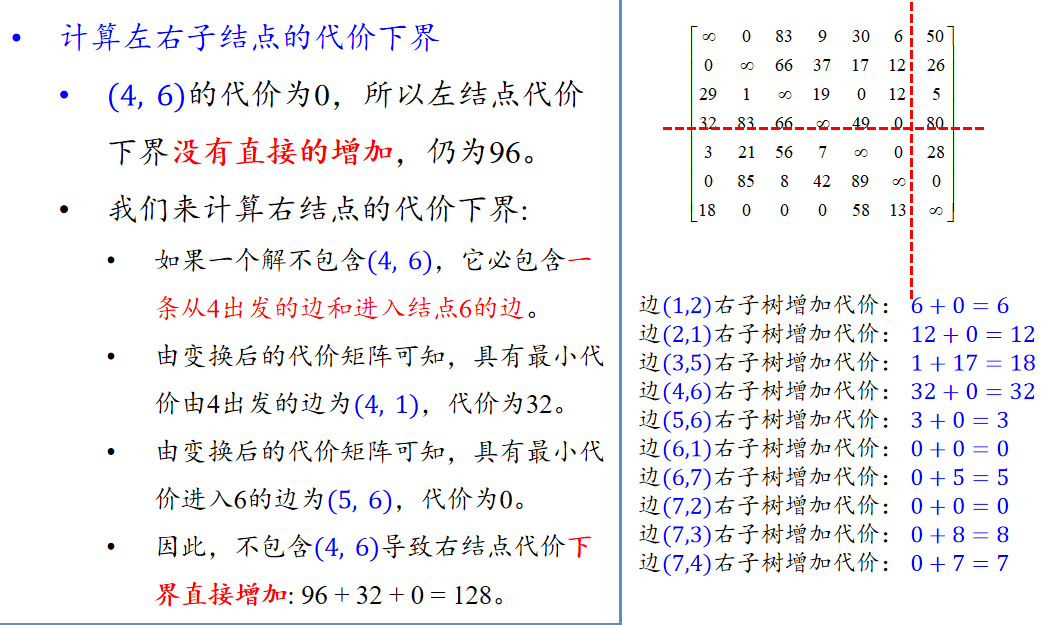 • 计算左右子结点的代价下界
• (4, 6)的代价为0，所以左结点代价
下界没有直接的增加，仍为96。
• 我们来计算右结点的代价下界:
• 如果一个解不包含(4, 6)，它必包含一
条从4出发的边和进入结点6的边。
• 由变换后的代价矩阵可知，具有最小代
价由4出发的边为(4, 1)，代价为32。
• 由变换后的代价矩阵可知，具有最小代
价进入6的边为(5, 6)，代价为0。
• 因此，不包含(4, 6)导致右结点代价下
界直接增加: 96 + 32 + 0 = 128。
∞ 0 83 9 30 6 50
0 ∞ 66 37 17 12 26
29 1 ∞ 19 0 12 5
32 83 66 ∞ 49 0 80
3 21 56 7 ∞ 0 28
0 85 8 42 89 ∞ 0
18 0 0 0 58 13 ∞
边(1,2)右子树增加代价： 6 + 0 = 6
边(2,1)右子树增加代价： 12 + 0 = 12
边(3,5)右子树增加代价： 1 + 17 = 18
边(4,6)右子树增加代价： 32 + 0 = 32
边(5,6)右子树增加代价： 3 + 0 = 3
边(6,1)右子树增加代价： 0 + 0 = 0
边(6,7)右子树增加代价： 0 + 5 = 5
边(7,2)右子树增加代价： 0 + 0 = 0
边(7,3)右子树增加代价： 0 + 8 = 8
边(7,4)右子树增加代价： 0 + 7 = 7